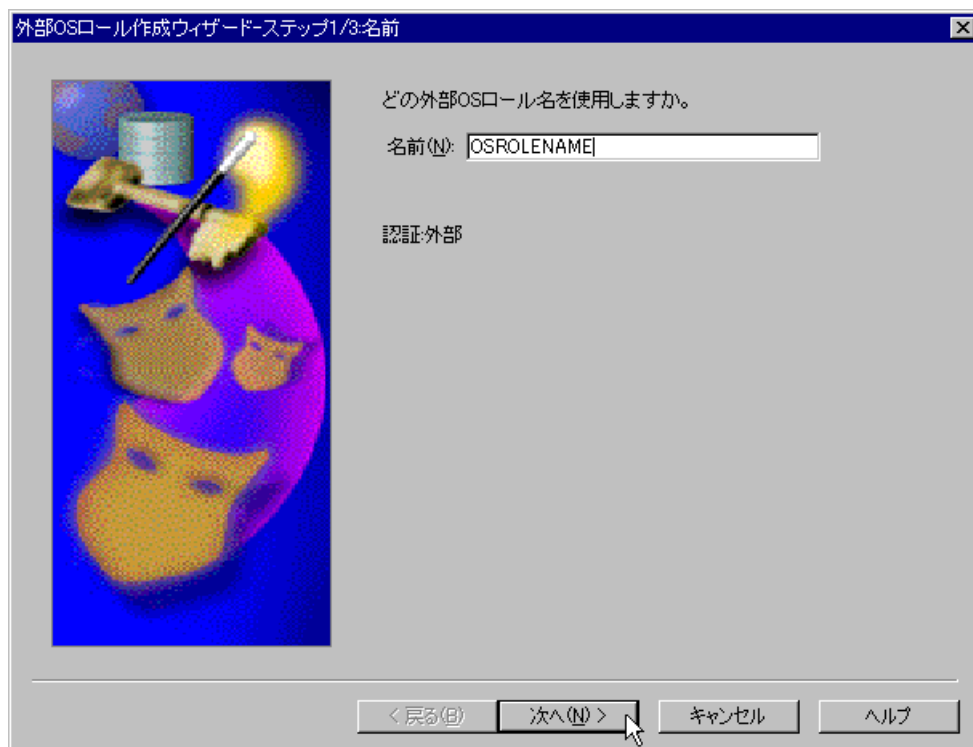 外部OSロール作成ウィザード-ステップ1/3:名前
どの外部OSロール名を使用しますか。
名前(N): OSROLENAME
認証:外部
< 戻る(B) 次へ(N) > キャンセル ヘルプ